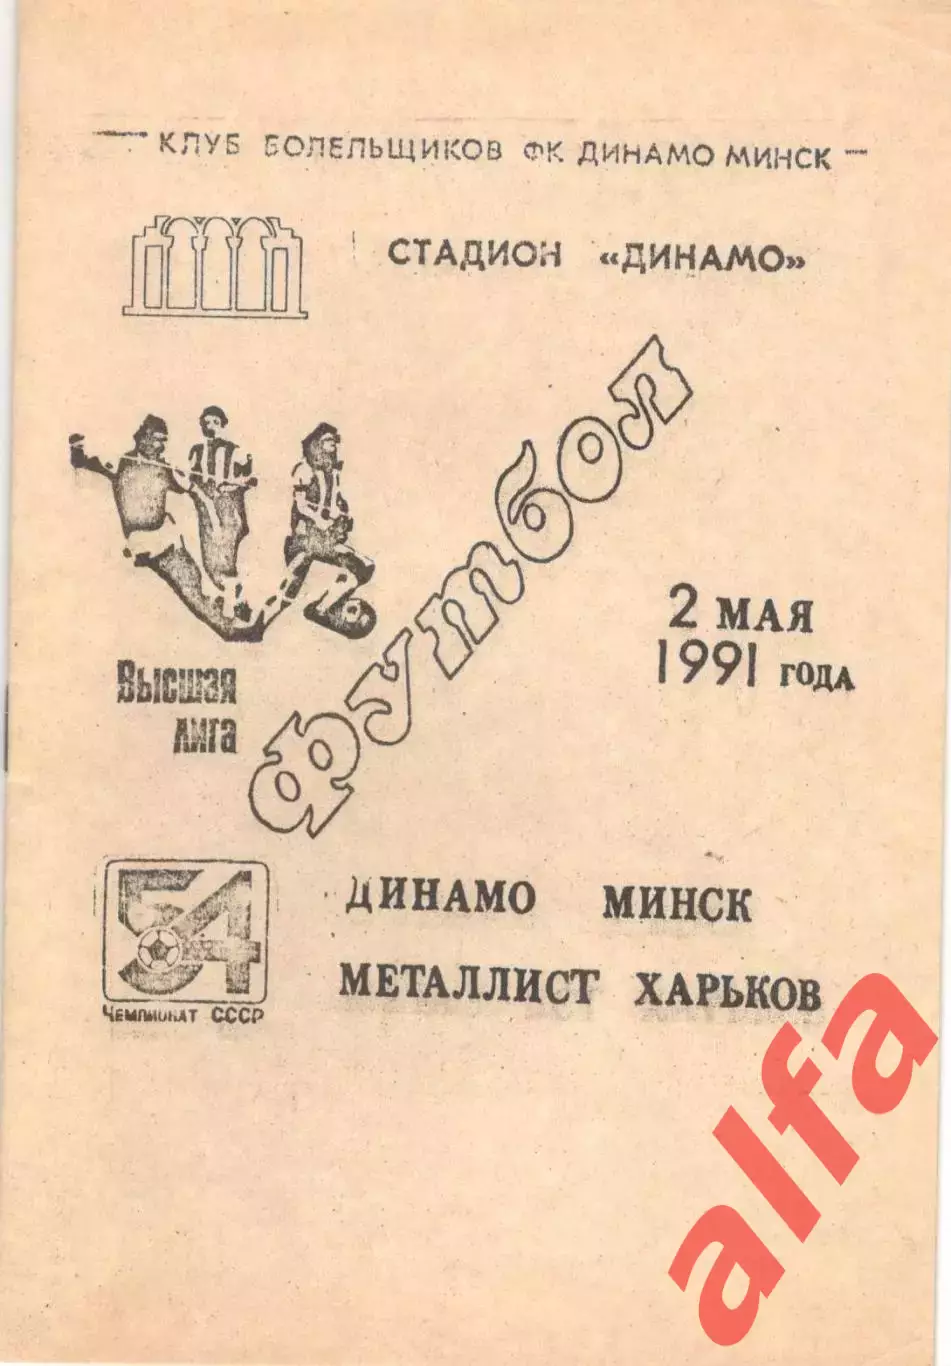 КЛУБ БОЛЕЛЬЩИКОВ ФК ДИНАМО МИНСК
СТАДИОН «ДИНАМО»
футбол
2 МАЯ
1991 ГОДА
Высшая
лига
54
ЧЕМПИОНАТ СССР
ДИНАМО МИНСК
МЕТАЛЛИСТ ХАРЬКОВ
alfa